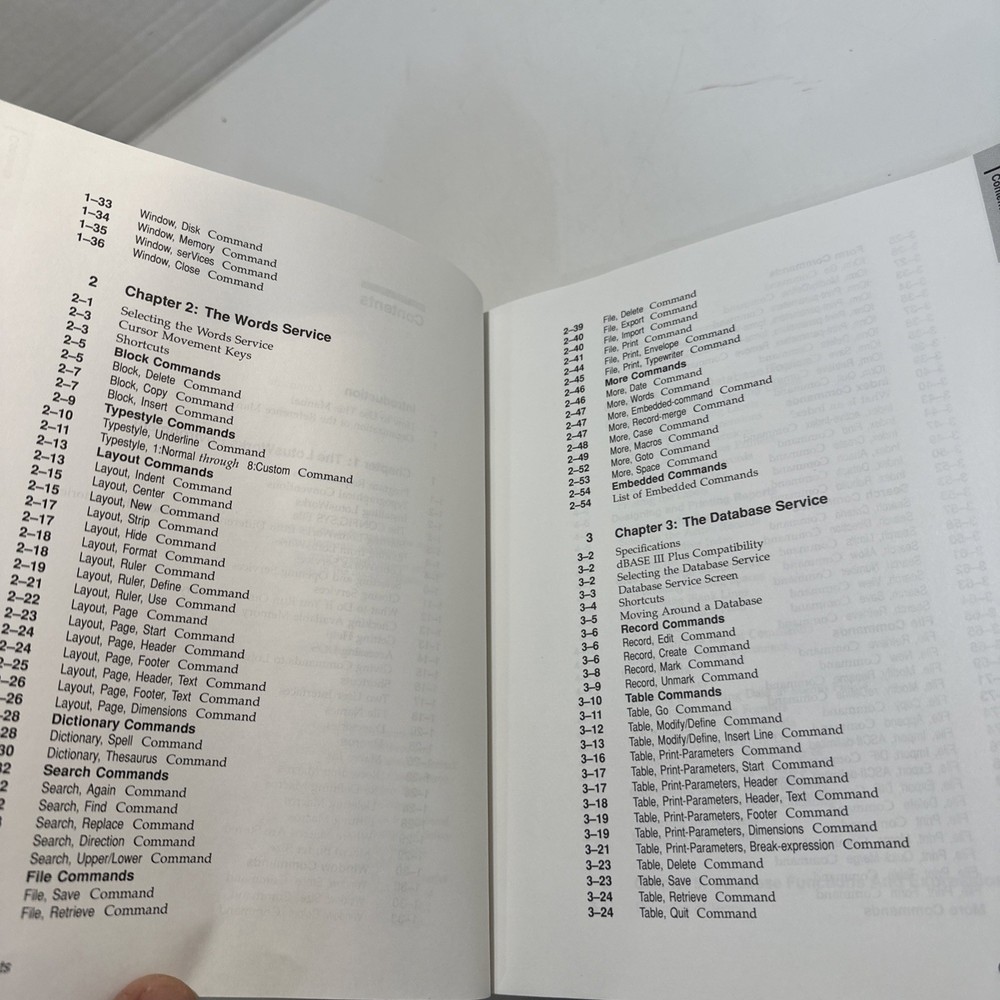 1–33 Window, Disk Command
1–34 Window, Memory Command
1–35 Window, serVices Command
1–36 Window, Close Command
2 Chapter 2: The Words Service
2–1 Selecting the Words Service
2–3 Cursor Movement Keys
2–3 Shortcuts
2–5 Block Commands
2–5 Block, Delete Command
2–7 Block, Copy Command
2–7 Block, Insert Command
2–9 Typestyle Commands
2–10 Typestyle, Underline Command
2–11 Typestyle, 1:Normal through 8:Custom Command
2–13 Layout Commands
2–13 Layout, Indent Command
2–15 Layout, Center Command
2–15 Layout, New Command
2–17 Layout, Strip Command
2–17 Layout, Hide Command
2–18 Layout, Format Command
2–18 Layout, Ruler Command
2–19 Layout, Ruler, Define Command
2–21 Layout, Ruler, Use Command
2–22 Layout, Page Command
2–23 Layout, Page, Start Command
2–24 Layout, Page, Header Command
2–24 Layout, Page, Footer Command
2–25 Layout, Page, Header, Text Command
–26 Layout, Page, Footer, Text Command
–26 Layout, Page, Dimensions Command
–28 Dictionary Commands
–28 Dictionary, Spell Command
30 Dictionary, Thesaurus Command
32 Search Commands
2 Search, Again Command
2 Search, Find Command
Search, Replace Command
Search, Direction Command
Search, Upper/Lower Command
File Commands
File, Save Command
File, Retrieve Command
2–39 File, Delete Command
2–40 File, Export Command
2–40 File, Import Command
2–41 File, Print Command
2–44 File, Print, Envelope Command
2–45 File, Print, Typewriter Command
2–46 More Commands
2–46 More, Date Command
2–47 More, Words Command
2–47 More, Embedded-command Command
2–47 More, Record-merge Command
2–48 More, Case Command
2–49 More, Macros Command
2–52 More, Goto Command
2–53 More, Space Command
2–54 Embedded Commands
2–54 List of Embedded Commands
3 Chapter 3: The Database Service
3–2 Specifications
3–2 dBASE III Plus Compatibility
3–2 Selecting the Database Service
3–3 Database Service Screen
3–4 Shortcuts
3–5 Moving Around a Database
3–6 Record Commands
3–6 Record, Edit Command
3–6 Record, Create Command
3–8 Record, Mark Command
3–9 Record, Unmark Command
3–10 Table Commands
3–11 Table, Go Command
3–12 Table, Modify/Define Command
3–13 Table, Modify/Define, Insert Line Command
3–16 Table, Print-Parameters Command
3–17 Table, Print-Parameters, Start Command
3–17 Table, Print-Parameters, Header Command
3–18 Table, Print-Parameters, Header, Text Command
3–19 Table, Print-Parameters, Footer Command
3–19 Table, Print-Parameters, Dimensions Command
3–21 Table, Print-Parameters, Break-expression Command
3–23 Table, Delete Command
3–23 Table, Save Command
3–24 Table, Retrieve Command
3–24 Table, Quit Command